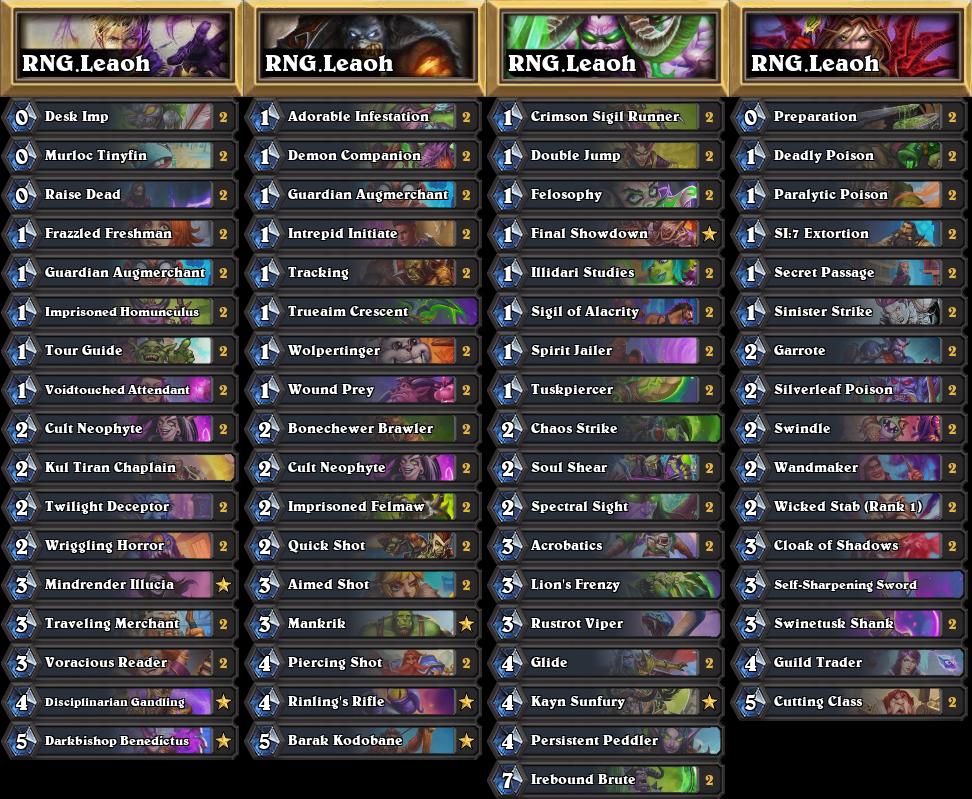 RNG.Leaoh
0 Desk Imp 2
0 Murloc Tinyfin 2
0 Raise Dead 2
1 Frazzled Freshman 2
1 Guardian Augmerchant 2
1 Imprisoned Homunculus 2
1 Tour Guide 2
1 Voidtouched Attendant 2
2 Cult Neophyte 2
2 Kul Tiran Chaplain
2 Twilight Deceptor 2
2 Wriggling Horror 2
3 Mindrender Illucia
3 Traveling Merchant 2
3 Voracious Reader 2
4 Disciplinarian Gandling
5 Darkbishop Benedictus
RNG.Leaoh
1 Adorable Infestation 2
1 Demon Companion 2
1 Guardian Augmerchant 2
1 Intrepid Initiate 2
1 Tracking 2
1 Trueaim Crescent
1 Wolpertinger 2
1 Wound Prey 2
2 Bonechewer Brawler 2
2 Cult Neophyte 2
2 Imprisoned Felmaw 2
2 Quick Shot 2
3 Aimed Shot 2
3 Mankrik
4 Piercing Shot 2
4 Rinling's Rifle
5 Barak Kodobane
RNG.Leaoh
1 Crimson Sigil Runner 2
1 Double Jump 2
1 Felosophy 2
1 Final Showdown
1 Illidari Studies 2
1 Sigil of Alacrity 2
1 Spirit Jailer 2
1 Tuskpiercer 2
2 Chaos Strike
2 Soul Shear 2
2 Spectral Sight 2
3 Acrobatics 2
3 Lion's Frenzy
3 Rustrot Viper
4 Glide 2
4 Kayn Sunfury
4 Persistent Peddler
7 Irebound Brute 2
RNG.Leaoh
0 Preparation 2
1 Deadly Poison 2
1 Paralytic Poison 2
1 SI:7 Extortion 2
1 Secret Passage 2
1 Sinister Strike 2
2 Garrote 2
2 Silverleaf Poison 2
2 Swindle 2
2 Wandmaker 2
2 Wicked Stab (Rank 1) 2
3 Cloak of Shadows 2
3 Self-Sharpening Sword
3 Swinetusk Shank 2
4 Guild Trader
5 Cutting Class 2